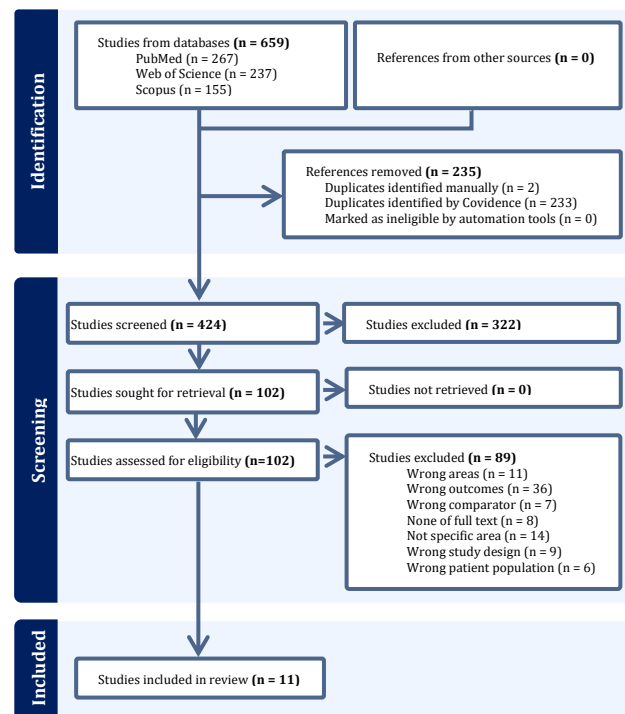 Identification
Studies from databases (n = 659)
PubMed (n = 267)
Web of Science (n = 237)
Scopus (n = 155)
References from other sources (n = 0)
References removed (n = 235)
Duplicates identified manually (n = 2)
Duplicates identified by Covidence (n = 233)
Marked as ineligible by automation tools (n = 0)
Screening
Studies screened (n = 424)
Studies excluded (n = 322)
Studies sought for retrieval (n = 102)
Studies not retrieved (n = 0)
Studies assessed for eligibility (n=102)
Studies excluded (n = 89)
Wrong areas (n = 11)
Wrong outcomes (n = 36)
Wrong comparator (n = 7)
None of full text (n = 8)
Not specific area (n = 14)
Wrong study design (n = 9)
Wrong patient population (n = 6)
Included
Studies included in review (n = 11)